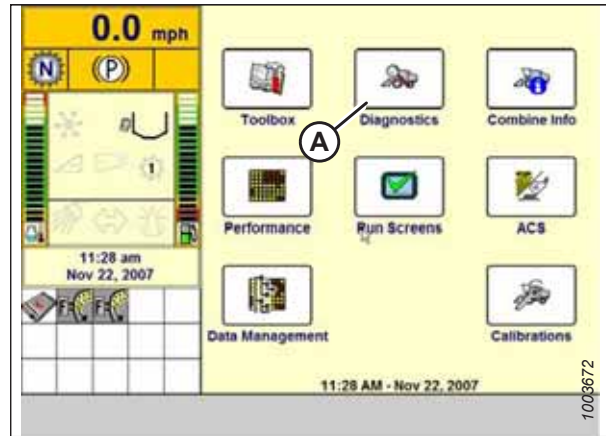 0.0 mph
N
(P)
1
11:28 am
Nov 22, 2007
F
F
Toolbox
Diagnostics
Combine Info
A
Performance
Run Screens
ACS
Data Management
Calibrations
11:28 AM - Nov 22, 2007
1003672